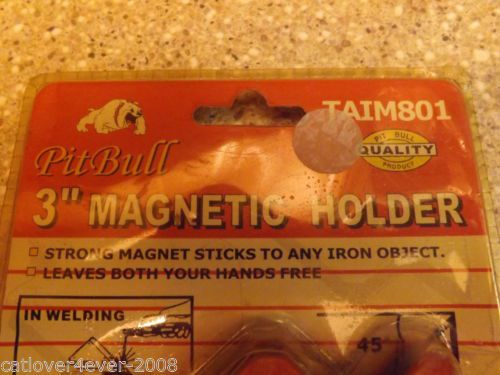 TAIM801
PIT BULL
QUALITY
PRODUCT
PitBull
3" MAGNETIC HOLDER
STRONG MAGNET STICKS TO ANY IRON OBJECT.
LEAVES BOTH YOUR HANDS FREE
IN WELDING
45
catlover4ever-2008